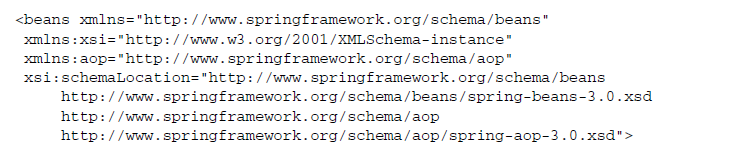 <beans xmlns="http://www.springframework.org/schema/beans"
xmlns:xsi="http://www.w3.org/2001/XMLSchema-instance"
xmlns:aop="http://www.springframework.org/schema/aop"
xsi:schemaLocation="http://www.springframework.org/schema/beans
http://www.springframework.org/schema/beans/spring-beans-3.0.xsd
http://www.springframework.org/schema/aop
http://www.springframework.org/schema/aop/spring-aop-3.0.xsd">